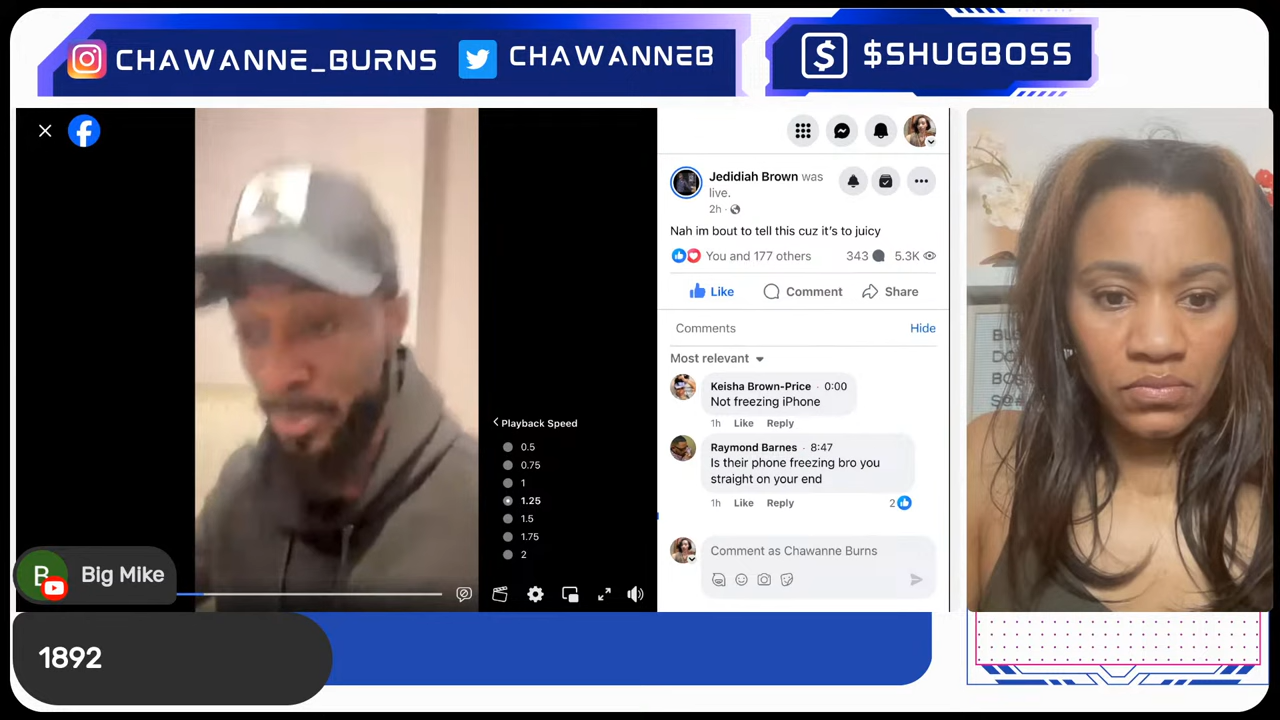 CHAWANNE_BURNS
CHAWANNEB
$ $SHUGBOSS
Jedidiah Brown was
live.
2h ·
Nah im bout to tell this cuz it's to juicy
You and 177 others 343 5.3K
Like Comment Share
Comments Hide
Most relevant
Keisha Brown-Price · 0:00
Not freezing iPhone
1h Like Reply
Raymond Barnes · 8:47
Is their phone freezing bro you
straight on your end
1h Like Reply 2
Comment as Chawanne Burns
Playback Speed
0.5
0.75
1
1.25
1.5
1.75
2
B Big Mike
1892